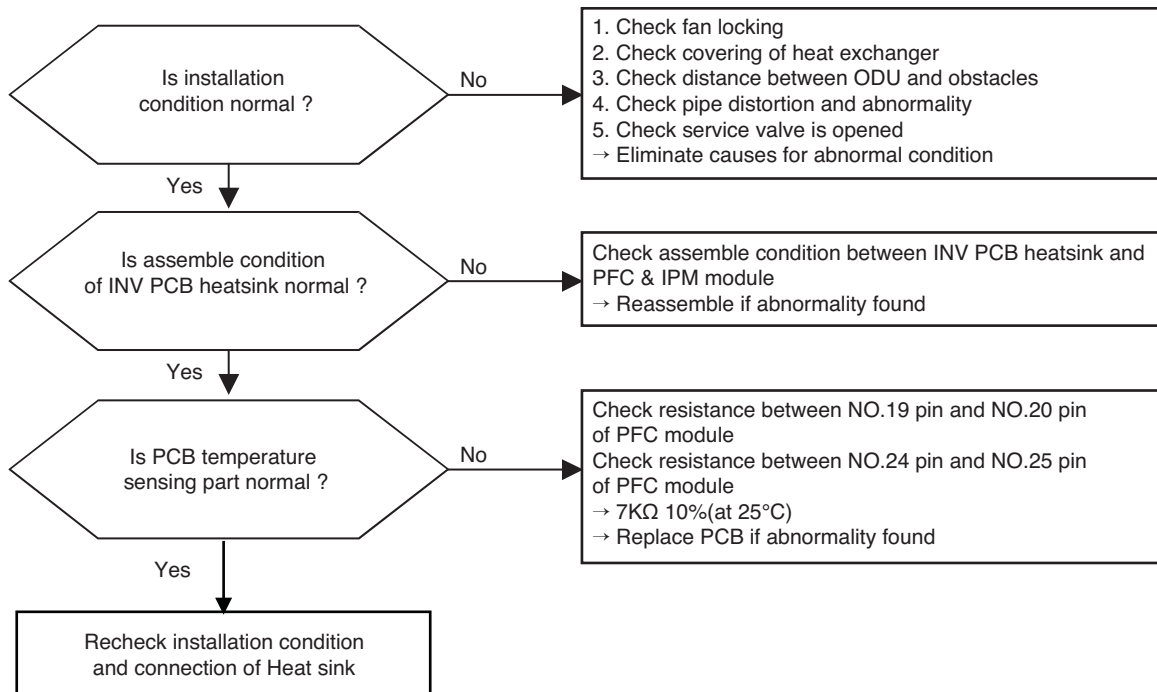 Is installation
condition normal ?
No
1. Check fan locking
2. Check covering of heat exchanger
3. Check distance between ODU and obstacles
4. Check pipe distortion and abnormality
5. Check service valve is opened
→ Eliminate causes for abnormal condition
Yes
Is assemble condition
of INV PCB heatsink normal ?
No
Check assemble condition between INV PCB heatsink and
PFC & IPM module
→ Reassemble if abnormality found
Yes
Is PCB temperature
sensing part normal ?
No
Check resistance between NO.19 pin and NO.20 pin
of PFC module
Check resistance between NO.24 pin and NO.25 pin
of PFC module
→ 7KΩ 10%(at 25°C)
→ Replace PCB if abnormality found
Yes
Recheck installation condition
and connection of Heat sink